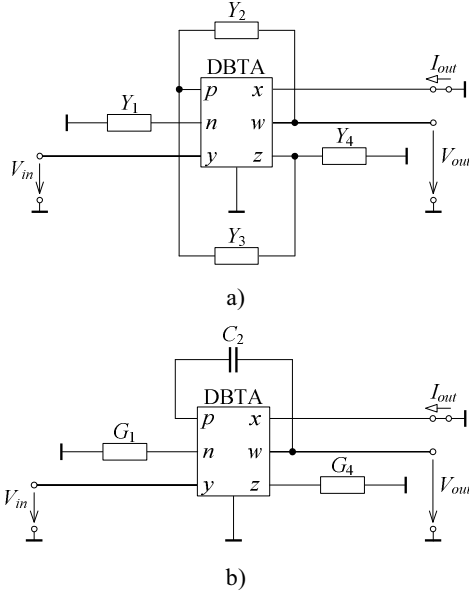 Y2
DBTA
Iout
p x
Y1 n w
Vin y z Y4 Vout
Y3
a)
C2
DBTA
Iout
p x
G1 n w
Vin y z G4 Vout
b)